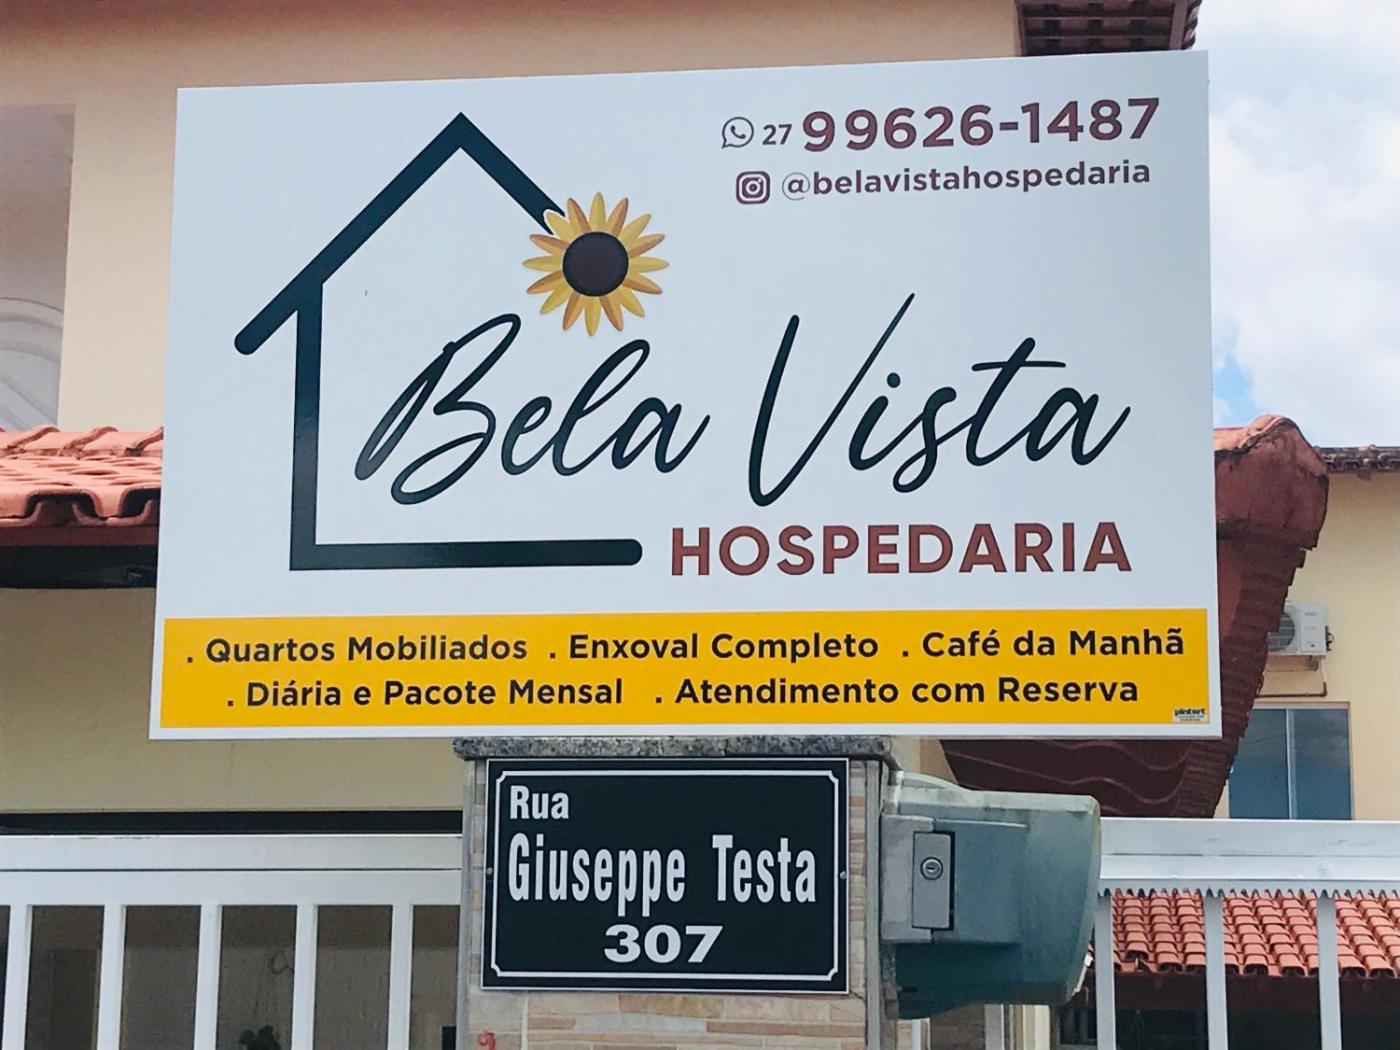 27 99626-1487
@belavistahospedaria
Bela Vista
HOSPEDARIA
. Quartos Mobiliados . Enxoval Completo . Café da Manhã
. Diária e Pacote Mensal . Atendimento com Reserva
Rua
Giuseppe Testa
307